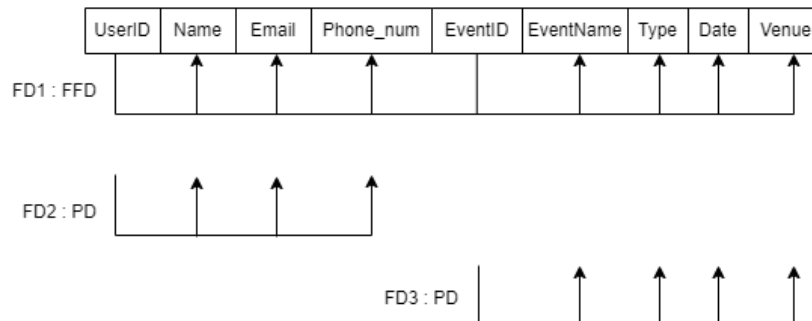 UserID Name Email Phone_num EventID EventName Type Date Venue
FD1 : FFD
FD2 : PD
FD3 : PD